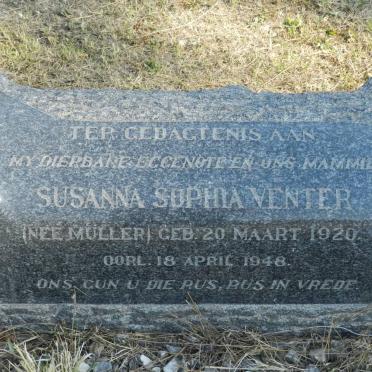 TER GEDAGTENIS AAN
MY DIERBARE EGGENOTE EN ONS MAMMIE
SUSANNA SOPHIA VENTER
(NEE MULLER) GEB. 20 MAART 1920
OORL. 18 APRIL 1948.
ONS GUN U DIE RUS, RUS IN VREDE